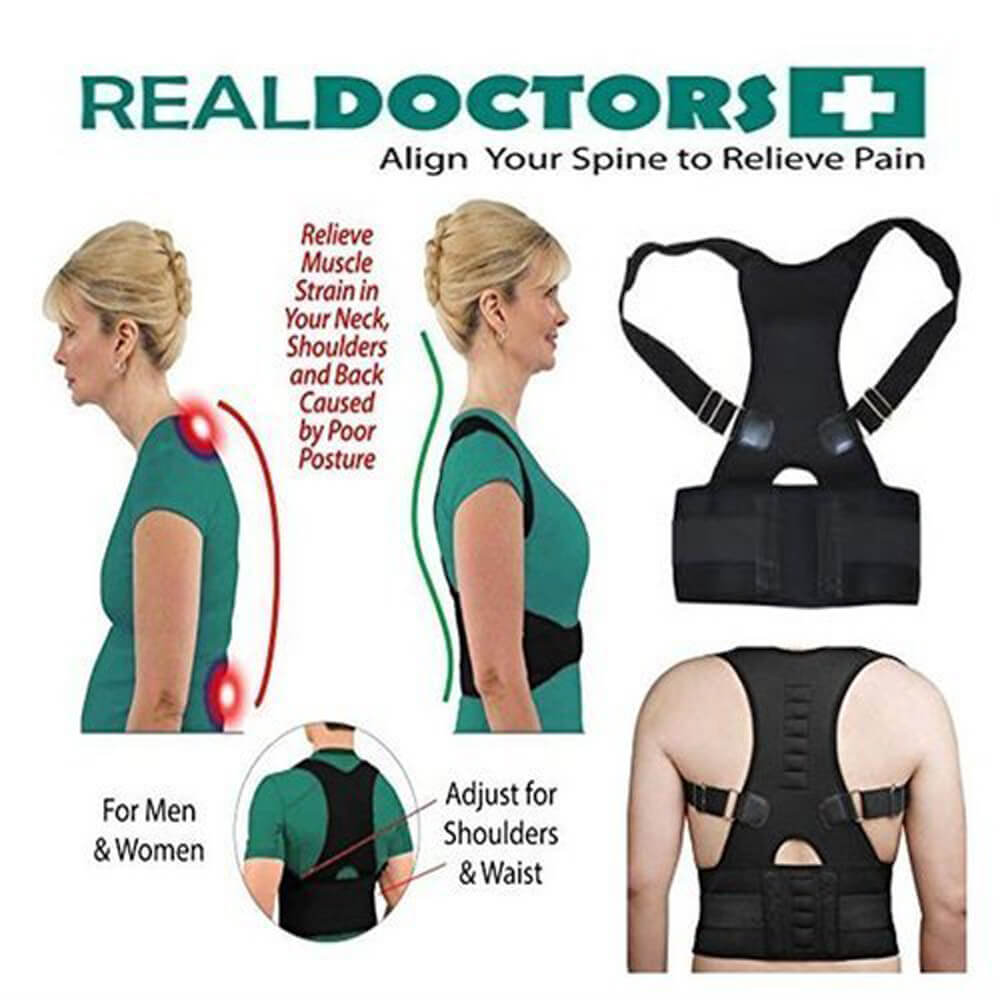 REALDOCTORS
Align Your Spine to Relieve Pain
Relieve
Muscle
Strain in
Your Neck,
Shoulders
and Back
Caused
by Poor
Posture
For Men
& Women
Adjust for
Shoulders
& Waist